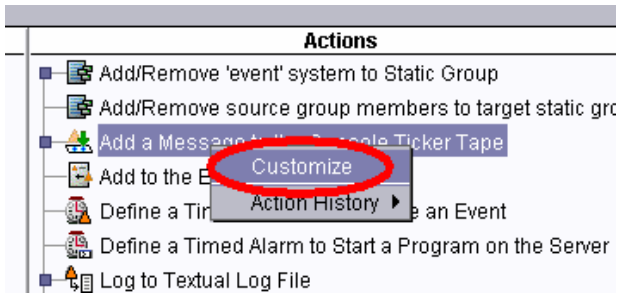 Actions
Add/Remove 'event' system to Static Group
Add/Remove source group members to target static gro
Add a Message to the Console Ticker Tape
Customize
Add to the E
Action History
Define a Tim e an Event
Define a Timed Alarm to Start a Program on the Server
Log to Textual Log File